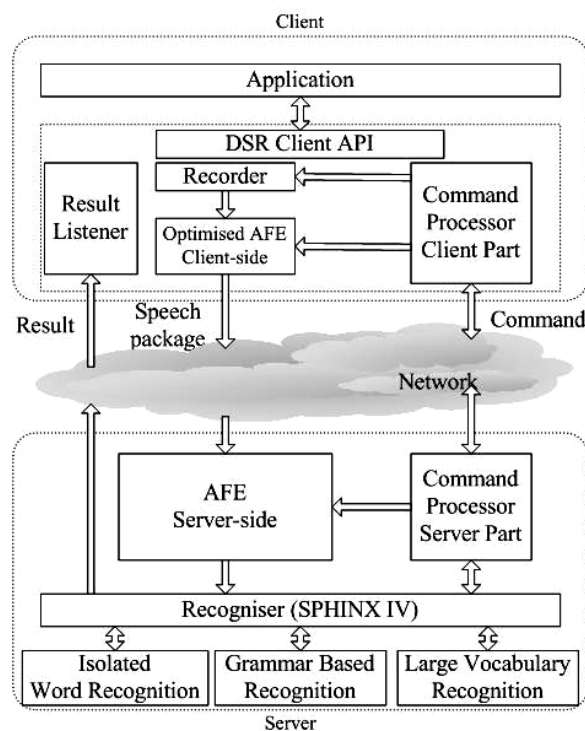 Client
Application
DSR Client API
Recorder
Result
Listener
Optimised AFE
Client-side
Command
Processor
Client Part
Result
Speech
package
Command
Network
AFE
Server-side
Command
Processor
Server Part
Recogniser (SPHINX IV)
Isolated
Word Recognition
Grammar Based
Recognition
Large Vocabulary
Recognition
Server